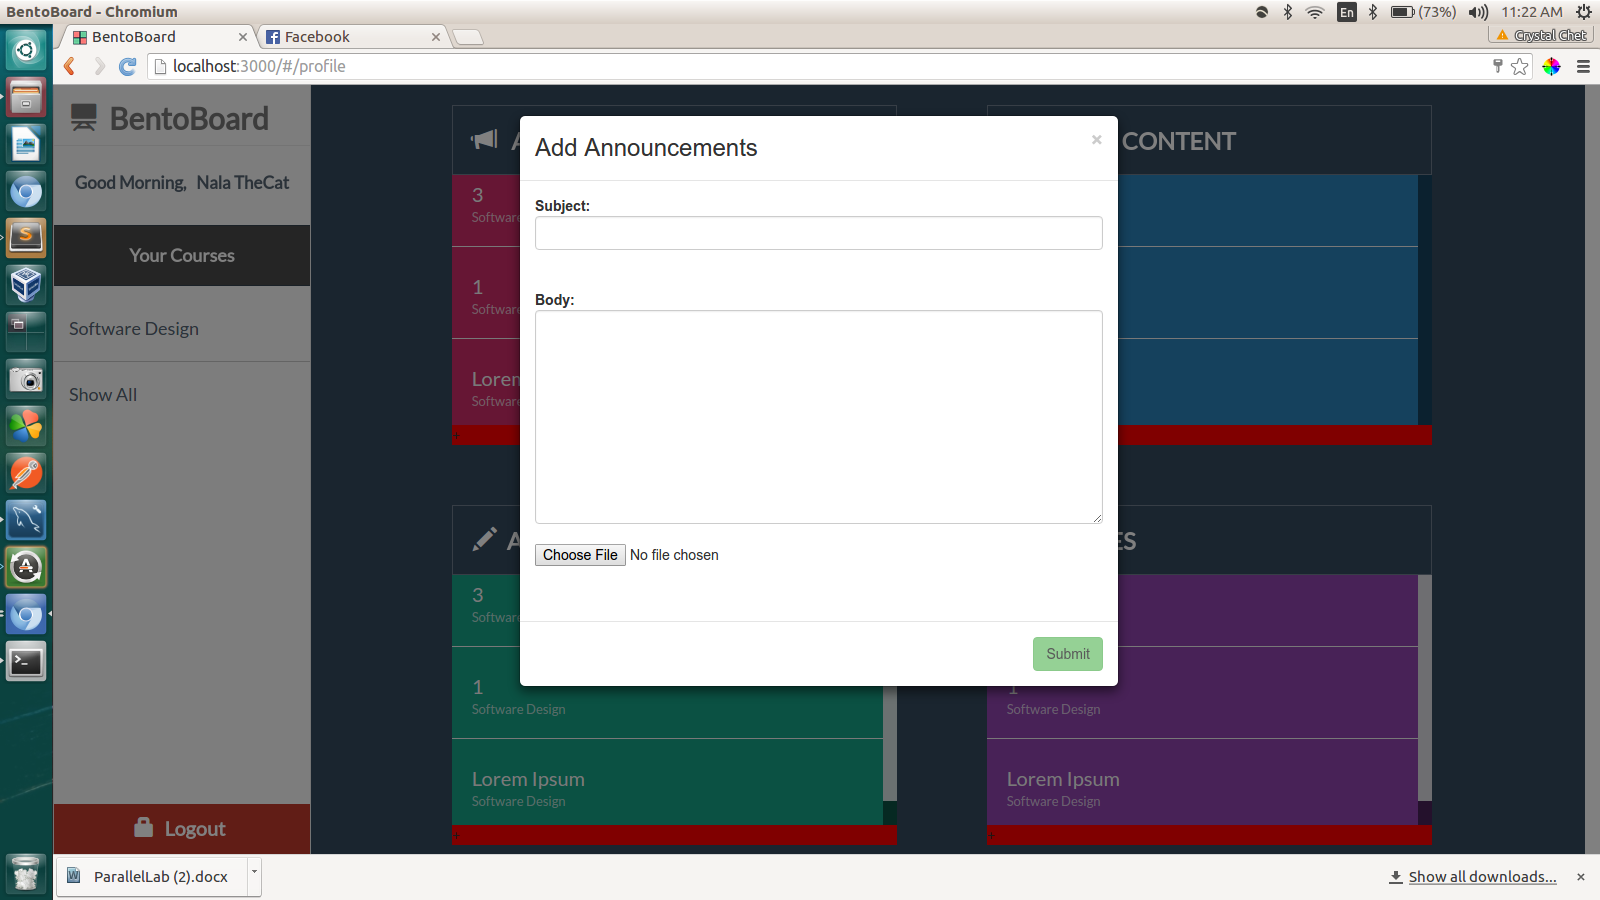 BentoBoard - Chromium
En
(73%)
11:22 AM
BentoBoard
Facebook
Crystal Chet
localhost:3000/#/profile
BentoBoard
Good Morning, Nala TheCat
Your Courses
Software Design
Show All
Logout
A
CONTENT
3
Software
1
Software
Lorem
Software
+
Add Announcements
×
Subject:
Body:
Choose File No file chosen
Submit
A
ES
3
Software
1
Software Design
Lorem Ipsum
Software Design
+
1
Software Design
Lorem Ipsum
Software Design
+
ParallelLab (2).docx
Show all downloads...